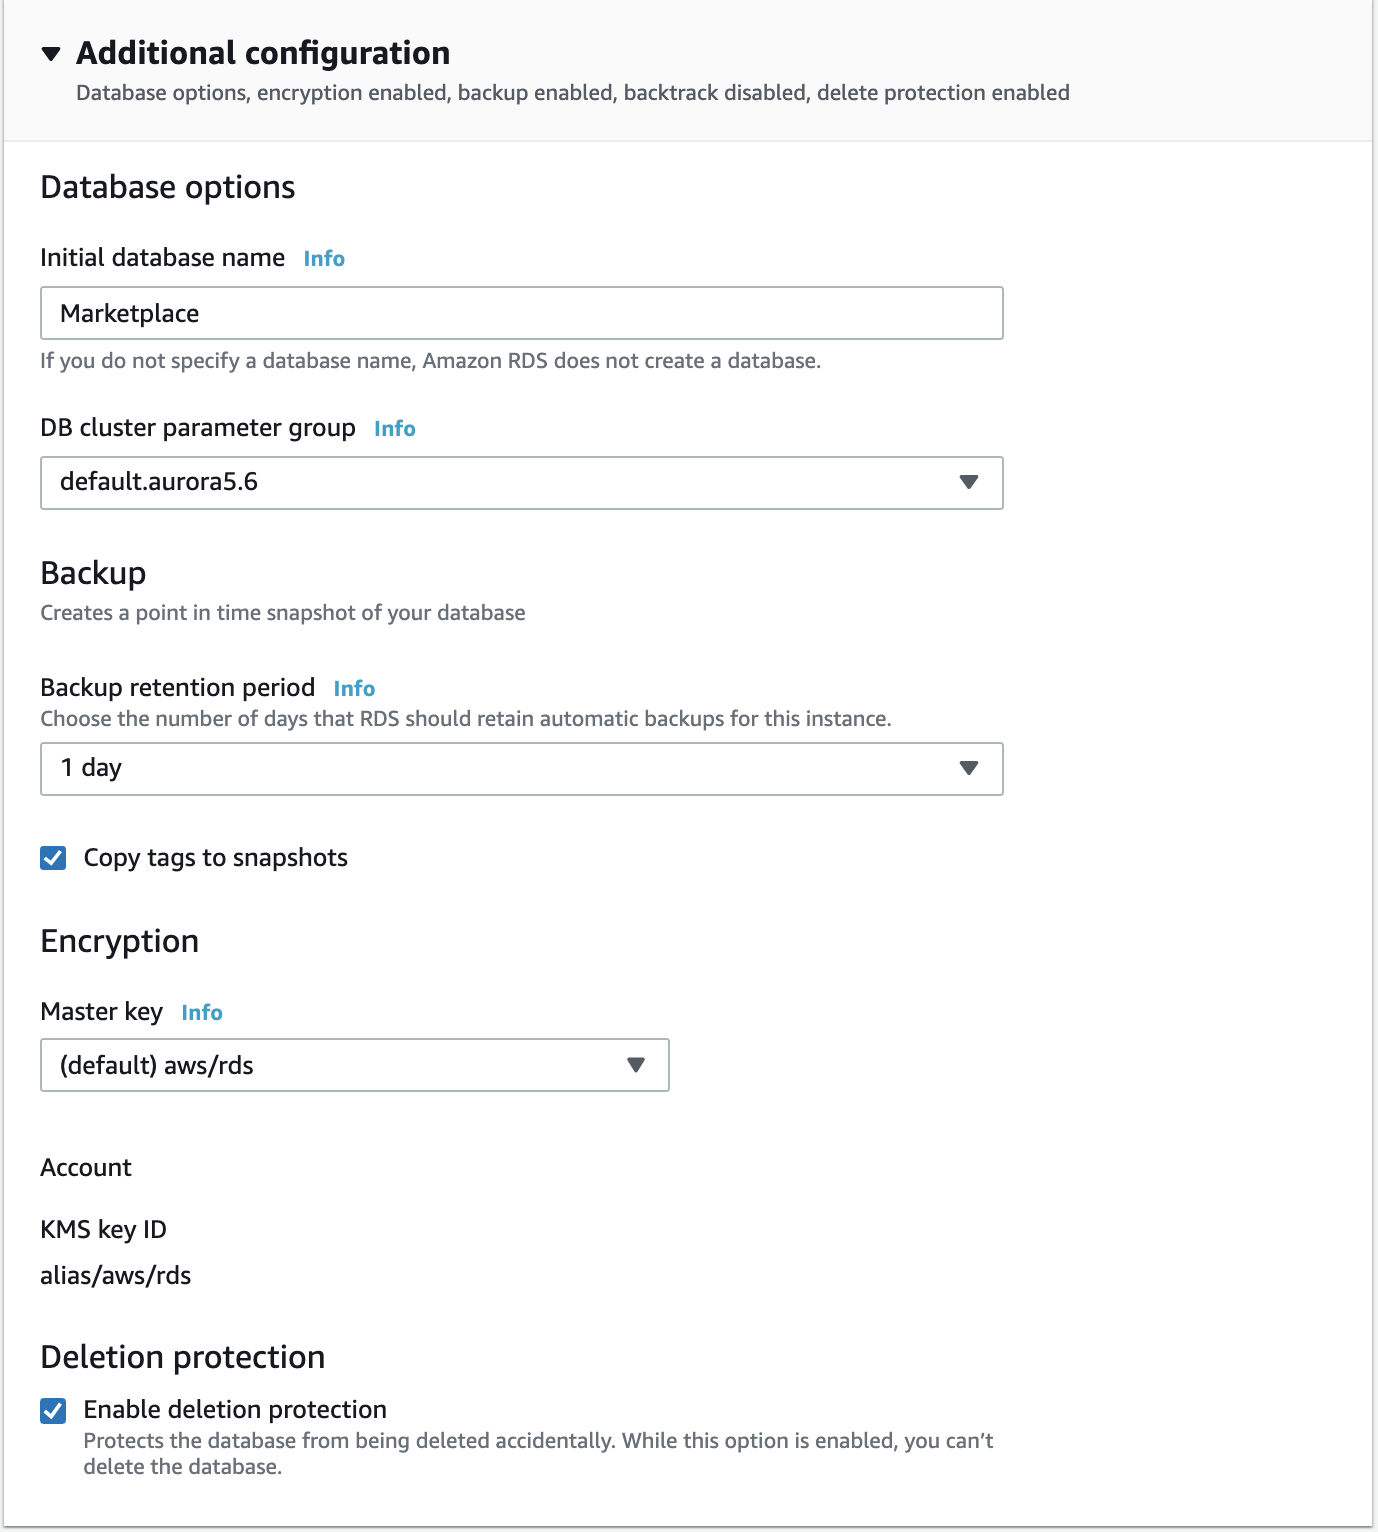 Additional configuration
Database options, encryption enabled, backup enabled, backtrack disabled, delete protection enabled
Database options
Initial database name Info
Marketplace
If you do not specify a database name, Amazon RDS does not create a database.
DB cluster parameter group Info
default.aurora5.6
Backup
Creates a point in time snapshot of your database
Backup retention period Info
Choose the number of days that RDS should retain automatic backups for this instance.
1 day
Copy tags to snapshots
Encryption
Master key Info
(default) aws/rds
Account
KMS key ID
alias/aws/rds
Deletion protection
Enable deletion protection
Protects the database from being deleted accidentally. While this option is enabled, you can’t
delete the database.